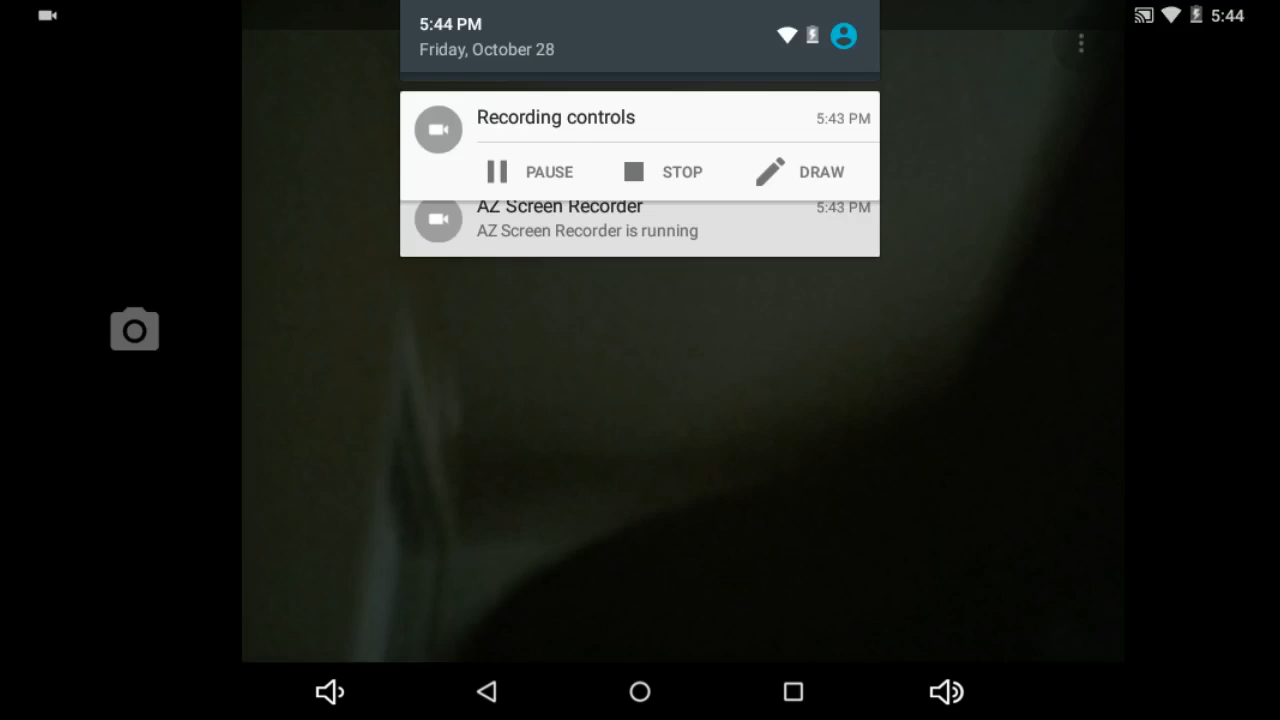 5:44
5:44 PM
Friday, October 28
Recording controls
5:43 PM
PAUSE STOP DRAW
AZ Screen Recorder
5:43 PM
AZ Screen Recorder is running